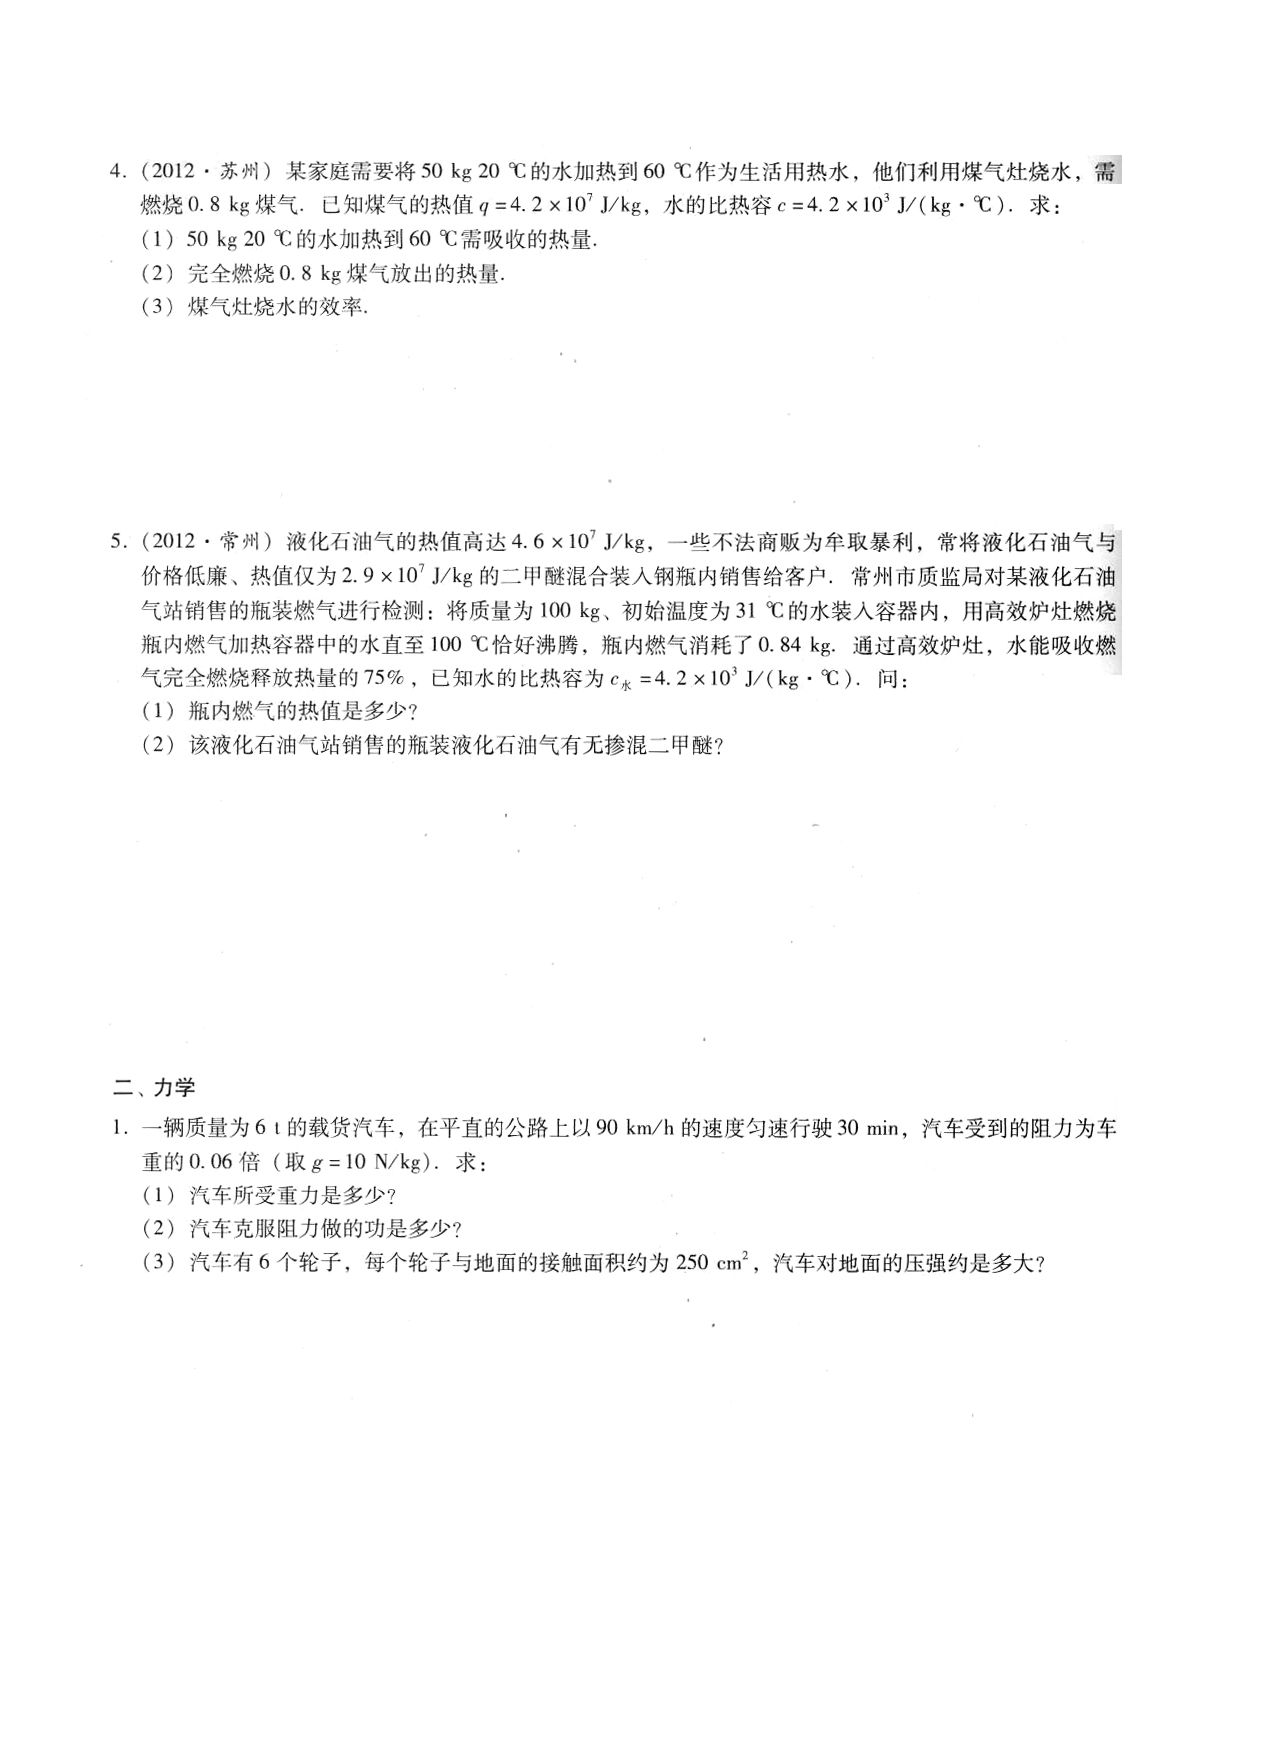 4. (2012·苏州) 某家庭需要将 50 kg 20 ℃的水加热到 60 ℃作为生活用热水，他们利用煤气灶烧水，需
燃烧 0.8 kg 煤气. 已知煤气的热值 q = 4.2 × 10⁷ J/kg，水的比热容 c = 4.2 × 10³ J/(kg·℃). 求：
(1) 50 kg 20 ℃的水加热到 60 ℃需吸收的热量.
(2) 完全燃烧 0.8 kg 煤气放出的热量.
(3) 煤气灶烧水的效率.
5. (2012·常州) 液化石油气的热值高达 4.6 × 10⁷ J/kg，一些不法商贩为牟取暴利，常将液化石油气与
价格低廉、热值仅为 2.9 × 10⁷ J/kg 的二甲醚混合装入钢瓶内销售给客户. 常州市质监局对某液化石油
气站销售的瓶装燃气进行检测：将质量为 100 kg、初始温度为 31 ℃的水装入容器内，用高效炉灶燃烧
瓶内燃气加热容器中的水直至 100 ℃恰好沸腾，瓶内燃气消耗了 0.84 kg. 通过高效炉灶，水能吸收燃
气完全燃烧释放热量的 75%，已知水的比热容为 c水 = 4.2 × 10³ J/(kg·℃). 问：
(1) 瓶内燃气的热值是多少？
(2) 该液化石油气站销售的瓶装液化石油气有无掺混二甲醚？
二、力学
1. 一辆质量为 6 t 的载货汽车，在平直的公路上以 90 km/h 的速度匀速行驶 30 min，汽车受到的阻力为车
重的 0.06 倍（取 g = 10 N/kg）. 求：
(1) 汽车所受重力是多少？
(2) 汽车克服阻力做的功是多少？
(3) 汽车有 6 个轮子，每个轮子与地面的接触面积约为 250 cm²，汽车对地面的压强约是多大？